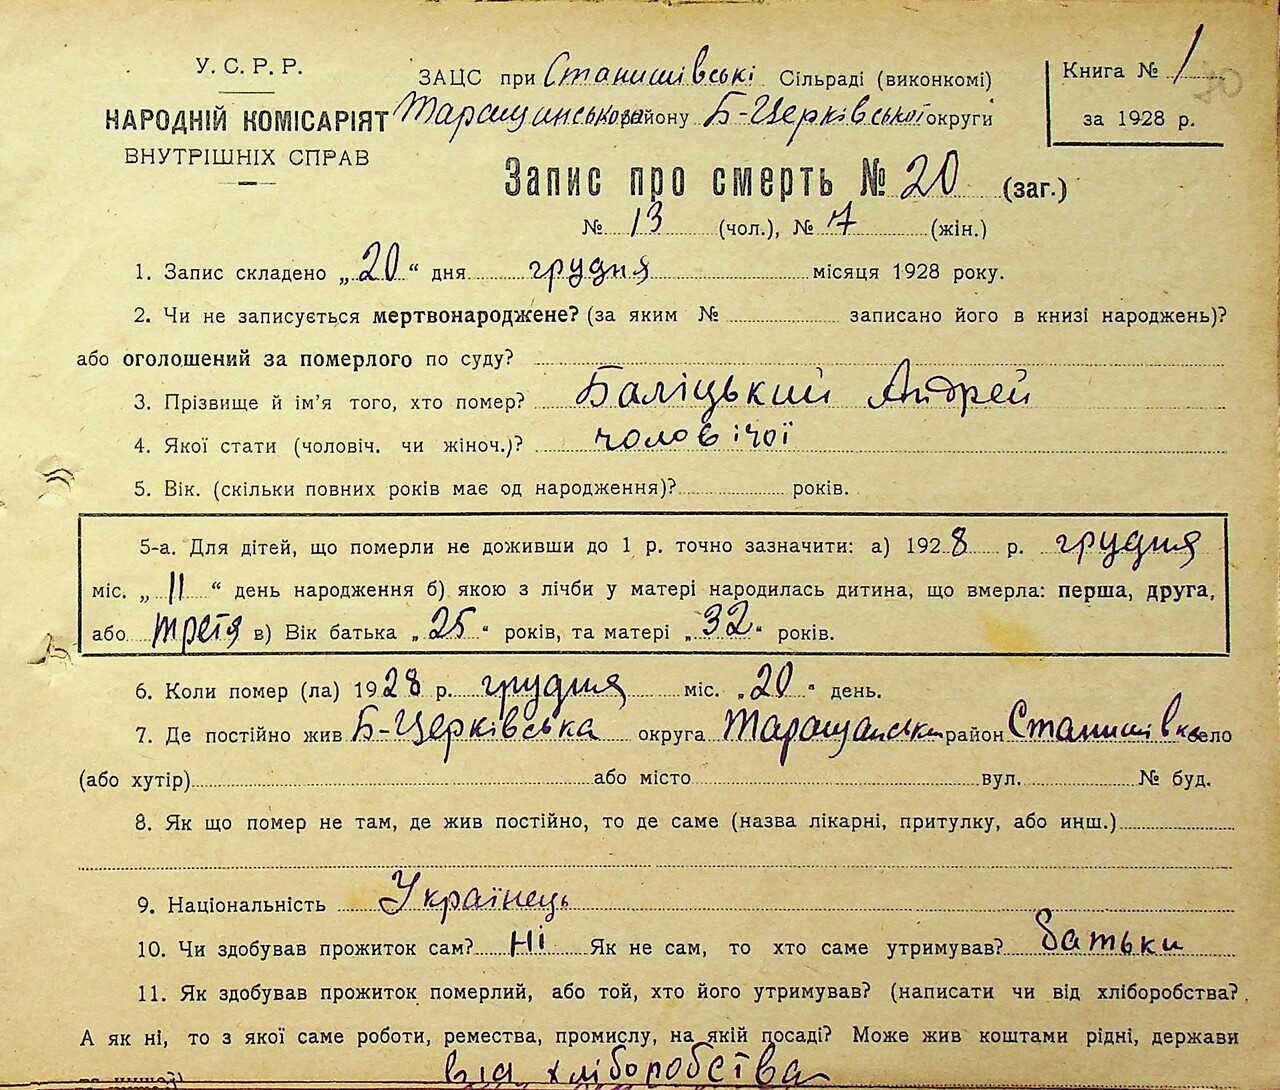 У. С. Р. Р.
НАРОДНІЙ КОМІСАРІЯТ
ВНУТРІШНІХ СПРАВ
ЗАЦС при Станишівські Сільраді (виконкомі)
Таращанського району Б-Церківської округи
Книга № 1
за 1928 р.
70
Запис про смерть № 20 (заг.)
№ 13 (чол.), № 7 (жін.)
1. Запис складено „20“ дня грудня місяця 1928 року.
2. Чи не записується мертвонароджене? (за яким № записано його в книзі народжень)?
або оголошений за померлого по суду?
3. Прізвище й ім'я того, хто помер? Баліцький Андрей
4. Якої стати (чоловіч. чи жіноч.)? чоловічої
5. Вік. (скільки повних років має од народження)? років.
5-а. Для дітей, що померли не доживши до 1 р. точно зазначити: а) 1928 р. грудня
міс. „11“ день народження б) якою з лічби у матері народилась дитина, що вмерла: перша, друга,
або третя в) Вік батька „25“ років, та матері „32“ років.
6. Коли помер (ла) 1928 р. грудня міс. „20“ день.
7. Де постійно жив Б-Церківська округа Таращанськи район Станишівка село
(або хутір) або місто вул. № буд.
8. Як що помер не там, де жив постійно, то де саме (назва лікарні, притулку, або инш.)
9. Національність Українець
10. Чи здобував прожиток сам? Ні Як не сам, то хто саме утримував? батьки
11. Як здобував прожиток померлий, або той, хто його утримував? (написати чи від хліборобства?
А як ні, то з якої саме роботи, ремества, промислу, на якій посаді? Може жив коштами рідні, держави
від хліборобства